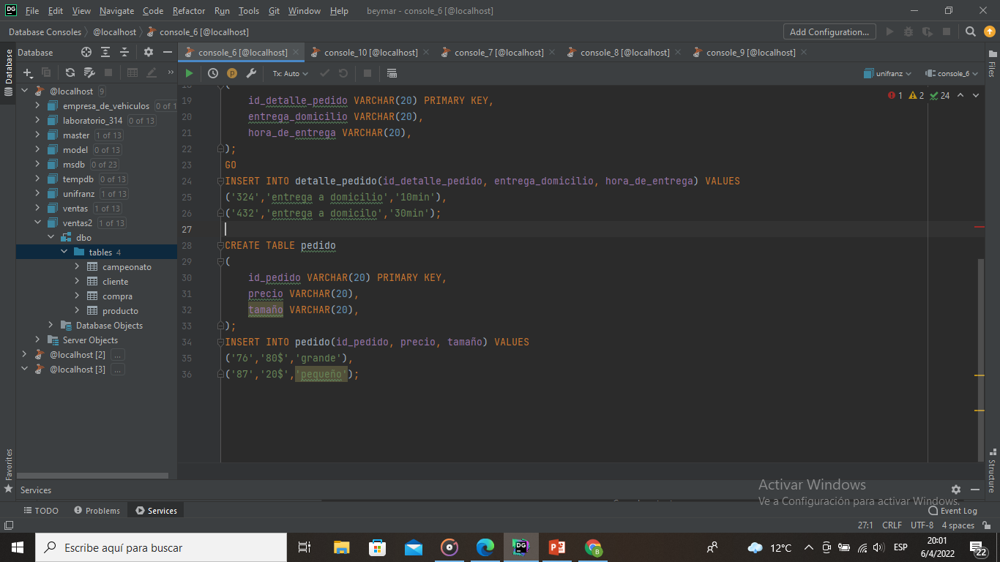 DG File Edit View Navigate Code Refactor Run Tools Git Window Help beymar - console_6 [@localhost]
Database Consoles @localhost console_6 [@localhost] Add Configuration...
Database
console_6 [@localhost] console_10 [@localhost] console_7 [@localhost] console_8 [@localhost] console_9 [@localhost]
Tx: Auto unifranz console_6
Database
Files
@localhost 9
empresa_de_vehiculos 0 of 1
laboratorio_314 0 of 13
master 1 of 13
model 0 of 13
msdb 0 of 23
tempdb 0 of 13
unifranz 1 of 13
ventas 1 of 13
ventas2 1 of 13
dbo
tables 4
campeonato
cliente
compra
producto
Database Objects
Server Objects
@localhost [2] ...
@localhost [3] ...
1 2 24
18 (
19 id_detalle_pedido VARCHAR(20) PRIMARY KEY,
20 entrega_domicilio VARCHAR(20),
21 hora_de_entrega VARCHAR(20),
22 );
23 GO
24 INSERT INTO detalle_pedido(id_detalle_pedido, entrega_domicilio, hora_de_entrega) VALUES
25 ('324','entrega a domicilio','10min'),
26 ('432','entrega a domicilo','30min');
27
28 CREATE TABLE pedido
29 (
30 id_pedido VARCHAR(20) PRIMARY KEY,
31 precio VARCHAR(20),
32 tamaño VARCHAR(20),
33 );
34 INSERT INTO pedido(id_pedido, precio, tamaño) VALUES
35 ('76','80$','grande'),
36 ('87','20$','pequeño');
Favorites
Structure
Services
Activar Windows
Ve a Configuración para activar Windows.
TODO Problems Services Event Log
27:1 CRLF UTF-8 4 spaces
Escribe aquí para buscar
DG
B
12°C ESP 20:01
6/4/2022
22